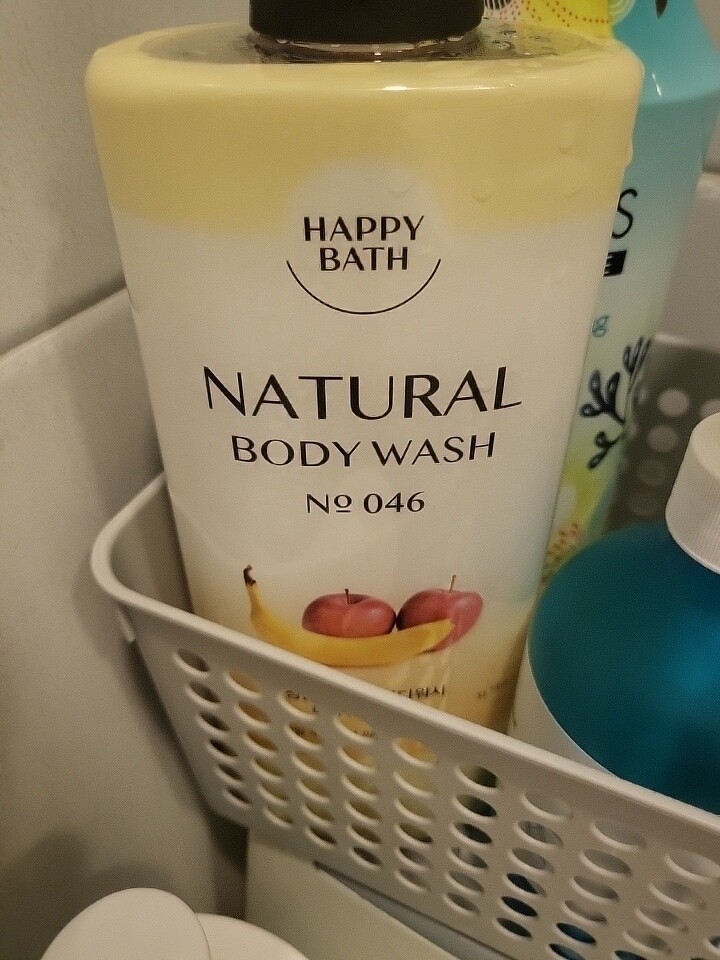 HAPPY
BATH
NATURAL
BODY WASH
Nº 046